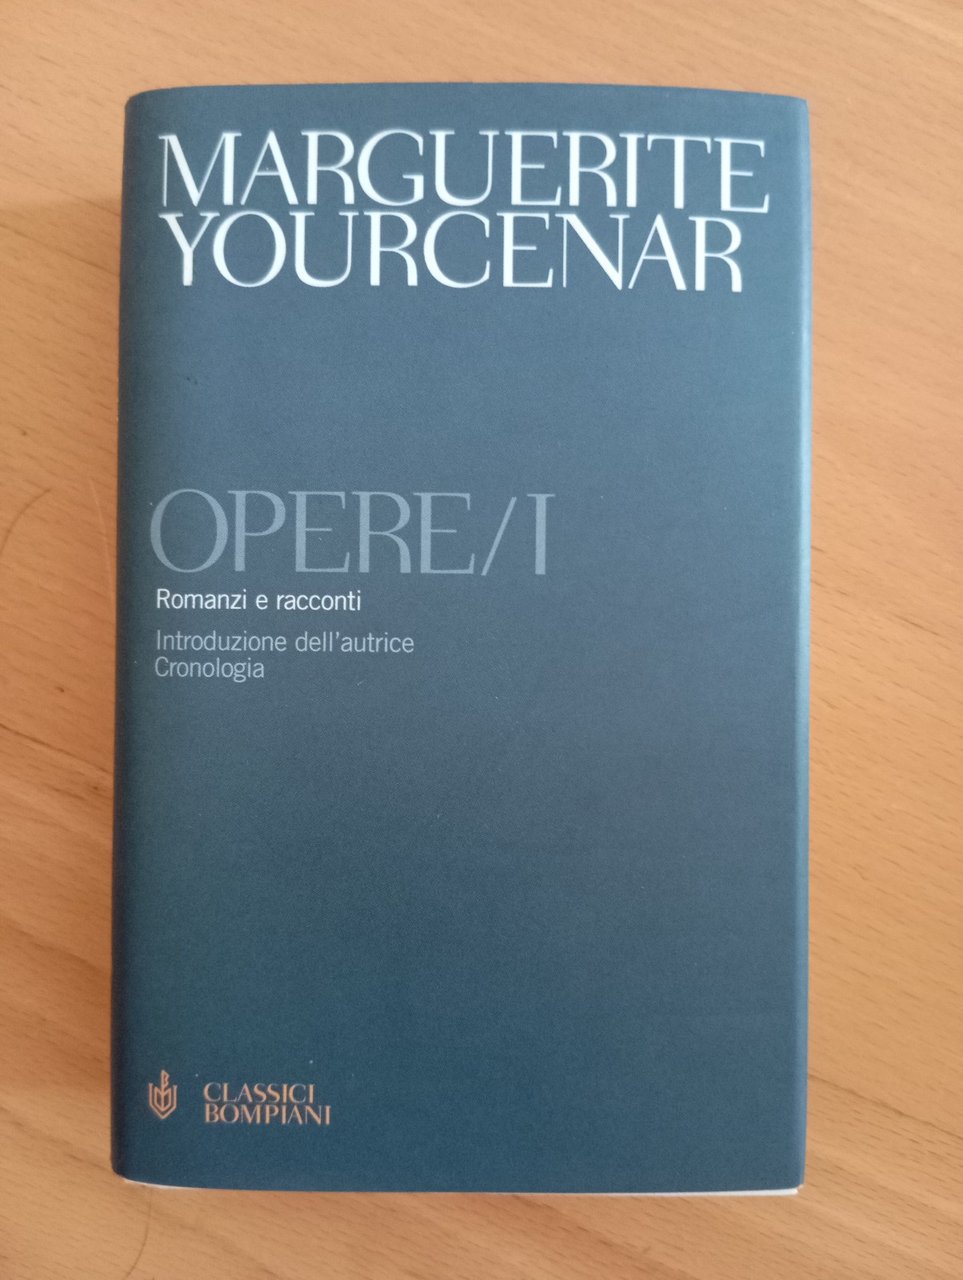 MARGUERITE
YOURCENAR
OPERE/I
Romanzi e racconti
Introduzione dell'autrice
Cronologia
CLASSICI
BOMPIANI